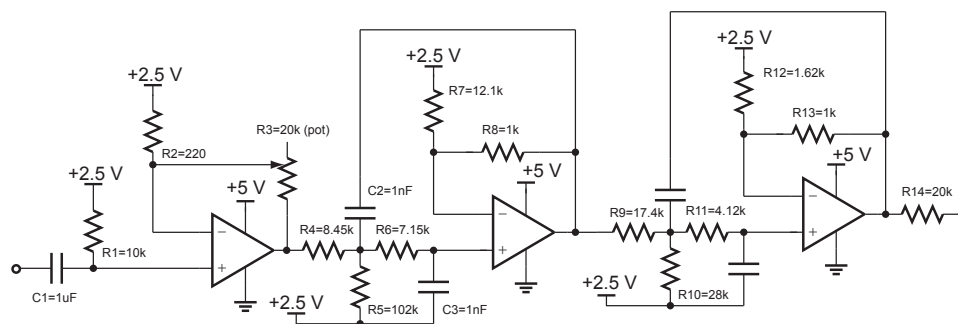 +2.5 V
R2=220
R3=20k (pot)
+2.5 V
R1=10k
C1=1uF
+5 V
−
+
R4=8.45k
C2=1nF
R6=7.15k
R5=102k
C3=1nF
+2.5 V
+2.5 V
R7=12.1k
R8=1k
+5 V
−
+
R9=17.4k
R11=4.12k
R10=28k
+2.5 V
+2.5 V
R12=1.62k
R13=1k
+5 V
−
+
R14=20k